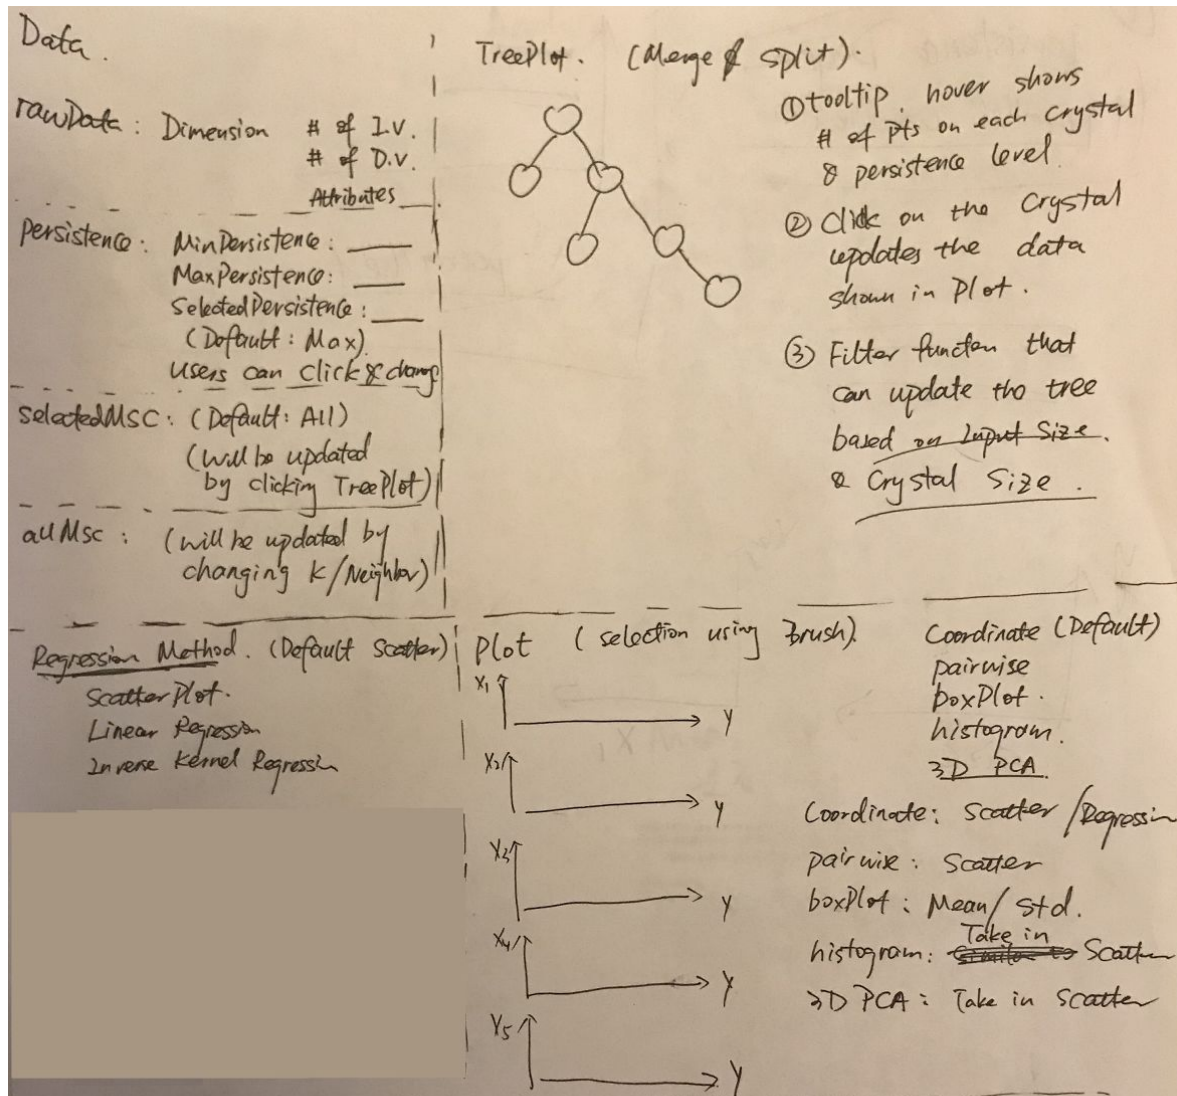 Data.
rawData: Dimension # of I.V.
# of D.V.
Attributes
Persistence: MinPersistence:
MaxPersistence:
SelectedPersistence:
(Default: Max)
users can Click & change
SelectedMSC: (Default: All)
(will be updated
by clicking TreePlot)
allMsc: (will be updated by
changing K/Neighbor)
TreePlot. (Merge & Split).
① tooltip, hover shows
# of Pts on each Crystal
& persistence level.
② Click on the Crystal
updates the data
shown in Plot.
③ Filter functon that
can update the tree
based on Input Size.
& Crystal Size.
Regression Method. (Default Scatter)
ScatterPlot.
Linear Regression
Inverse Kernel Regression
Plot (selection using Brush).
X1
Y
X2
Y
X3
Y
X4
Y
X5
Y
Coordinate (Default)
pairwise
boxPlot.
histogram.
3D PCA.
Coordinate: Scatter/Regression
pairwise: Scatter
boxPlot: Mean/Std.
histogram: Take in Scatter
3D PCA: Take in Scatter